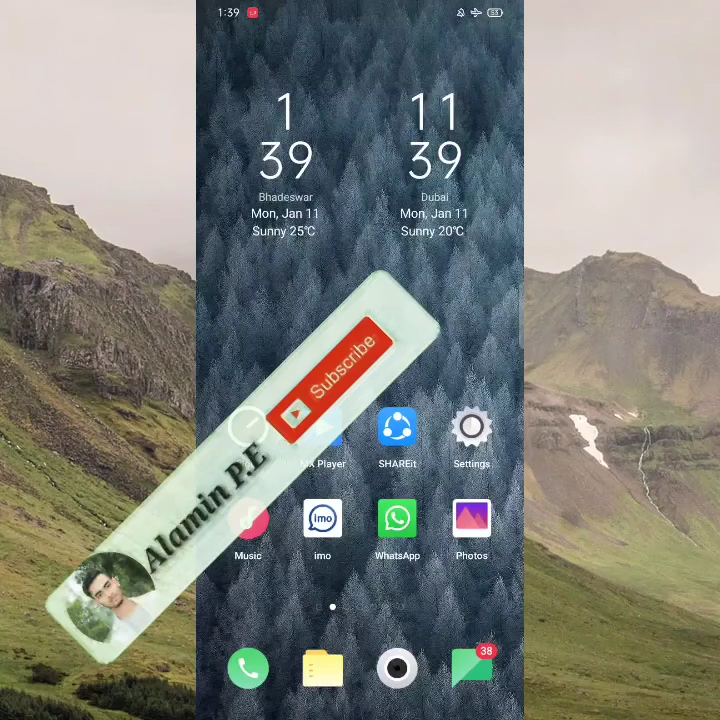 1:39
53
1
39
Bhadeswar
Mon, Jan 11
Sunny 25℃
11
39
Dubai
Mon, Jan 11
Sunny 20℃
Subscribe
Alamin P.E
MX Player
SHAREit
Settings
Music
imo
imo
WhatsApp
Photos
38